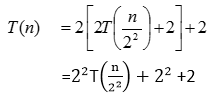 T(n) = 2[2T(n/2²)+2]+2
=2²T(n/2²) + 2² +2